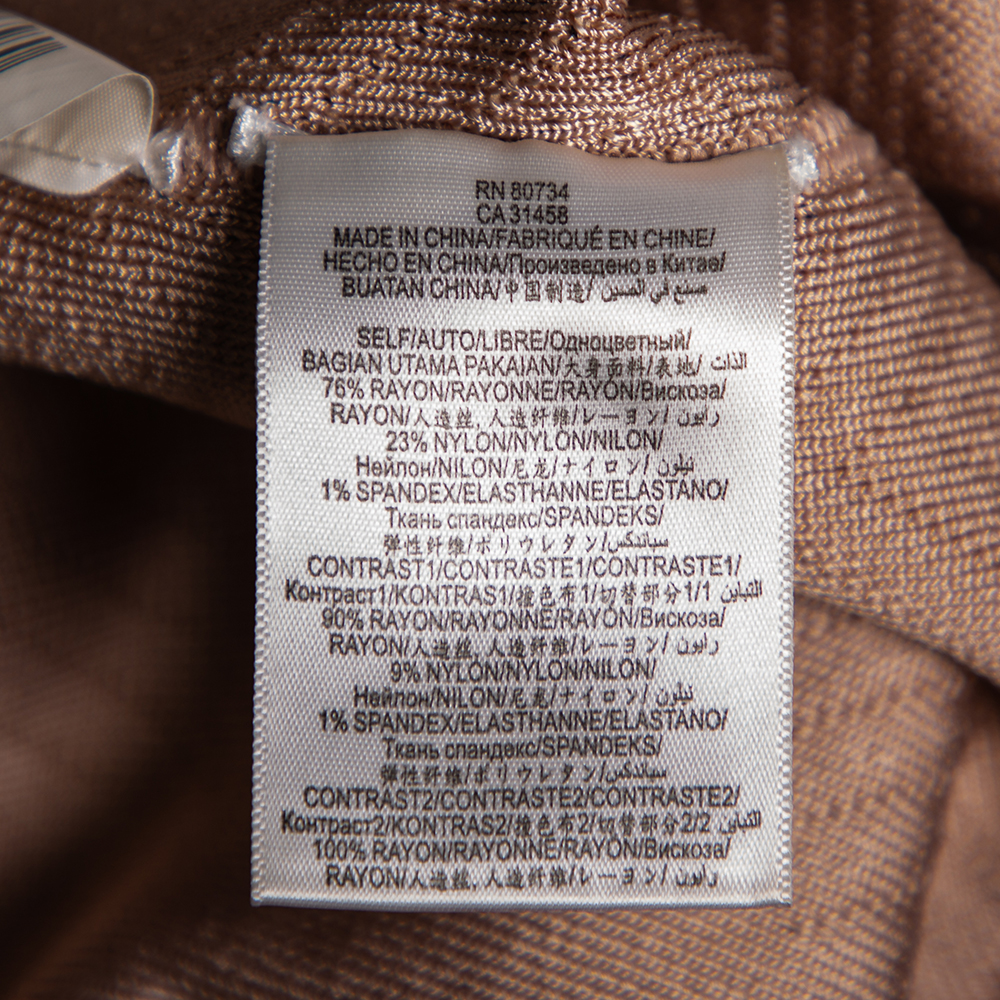 RN 80734
CA 31458
MADE IN CHINA/FABRIQUÉ EN CHINE/
HECHO EN CHINA/Произведено в Китае/
BUATAN CHINA/中国制造/ صنع في الصين
SELF/AUTO/LIBRE/Одноцветный/
BAGIAN UTAMA PAKAIAN/大身面料/表地/ الذات
76% RAYON/RAYONNE/RAYON/Вискоза/
RAYON/人造丝, 人造纤维/レーヨン/ رايون
23% NYLON/NYLON/NILON/
Нейлон/NILON/尼龙/ナイロン/ نيلون
1% SPANDEX/ELASTHANNE/ELASTANO/
Ткань спандекс/SPANDEKS/
弹性纤维/ポリウレタン/ سباندكس
CONTRAST1/CONTRASTE1/CONTRASTE1/
Контраст1/KONTRAS1/撞色布1/切替部分1/1 التباين
90% RAYON/RAYONNE/RAYON/Вискоза/
RAYON/人造丝, 人造纤维/レーヨン/ رايون
9% NYLON/NYLON/NILON/
Нейлон/NILON/尼龙/ナイロン/ نيلون
1% SPANDEX/ELASTHANNE/ELASTANO/
Ткань спандекс/SPANDEKS/
弹性纤维/ポリウレタン/ سباندكس
CONTRAST2/CONTRASTE2/CONTRASTE2/
Контраст2/KONTRAS2/撞色布2/切替部分2/2 التباين
100% RAYON/RAYONNE/RAYON/Вискоза/
RAYON/人造丝, 人造纤维/レーヨン/ رايون